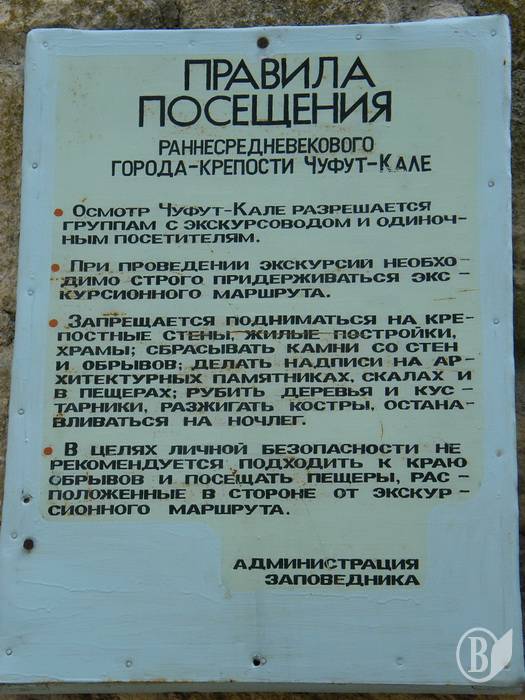 ПРАВИЛА
ПОСЕЩЕНИЯ
РАННЕСРЕДНЕВЕКОВОГО
ГОРОДА-КРЕПОСТИ ЧУФУТ-КАЛЕ
• ОСМОТР ЧУФУТ-КАЛЕ РАЗРЕШАЕТСЯ
ГРУППАМ С ЭКСКУРСОВОДОМ И ОДИНОЧ-
НЫМ ПОСЕТИТЕЛЯМ.
• ПРИ ПРОВЕДЕНИИ ЭКСКУРСИИ НЕОБХО-
ДИМО СТРОГО ПРИДЕРЖИВАТЬСЯ ЭКС-
КУРСИОННОГО МАРШРУТА.
• ЗАПРЕЩАЕТСЯ ПОДНИМАТЬСЯ НА КРЕ-
ПОСТНЫЕ СТЕНЫ, ЖИЛЫЕ ПОСТРОЙКИ,
ХРАМЫ; СБРАСЫВАТЬ КАМНИ СО СТЕН
И ОБРЫВОВ; ДЕЛАТЬ НАДПИСИ НА АР-
ХИТЕКТУРНЫХ ПАМЯТНИКАХ, СКАЛАХ И
В ПЕЩЕРАХ; РУБИТЬ ДЕРЕВЬЯ И КУС-
ТАРНИКИ, РАЗЖИГАТЬ КОСТРЫ, ОСТАНА-
ВЛИВАТЬСЯ НА НОЧЛЕГ.
• В ЦЕЛЯХ ЛИЧНОЙ БЕЗОПАСНОСТИ НЕ
РЕКОМЕНДУЕТСЯ ПОДХОДИТЬ К КРАЮ
ОБРЫВОВ И ПОСЕЩАТЬ ПЕЩЕРЫ, РАС-
ПОЛОЖЕННЫЕ В СТОРОНЕ ОТ ЭКСКУР-
СИОННОГО МАРШРУТА.
АДМИНИСТРАЦИЯ
ЗАПОВЕДНИКА
В